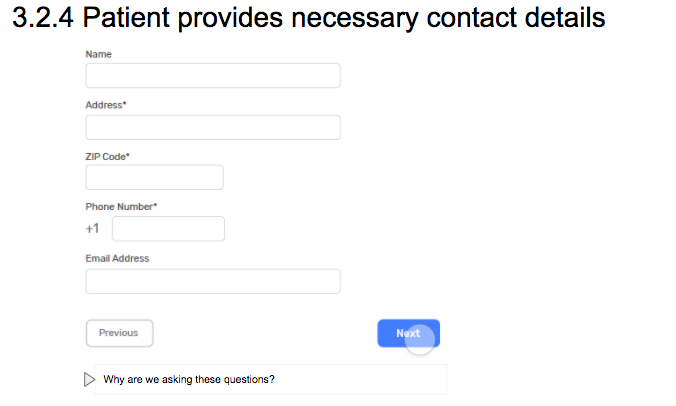 3.2.4 Patient provides necessary contact details
Name
Address*
ZIP Code*
Phone Number*
+1
Email Address
Previous Next
Why are we asking these questions?